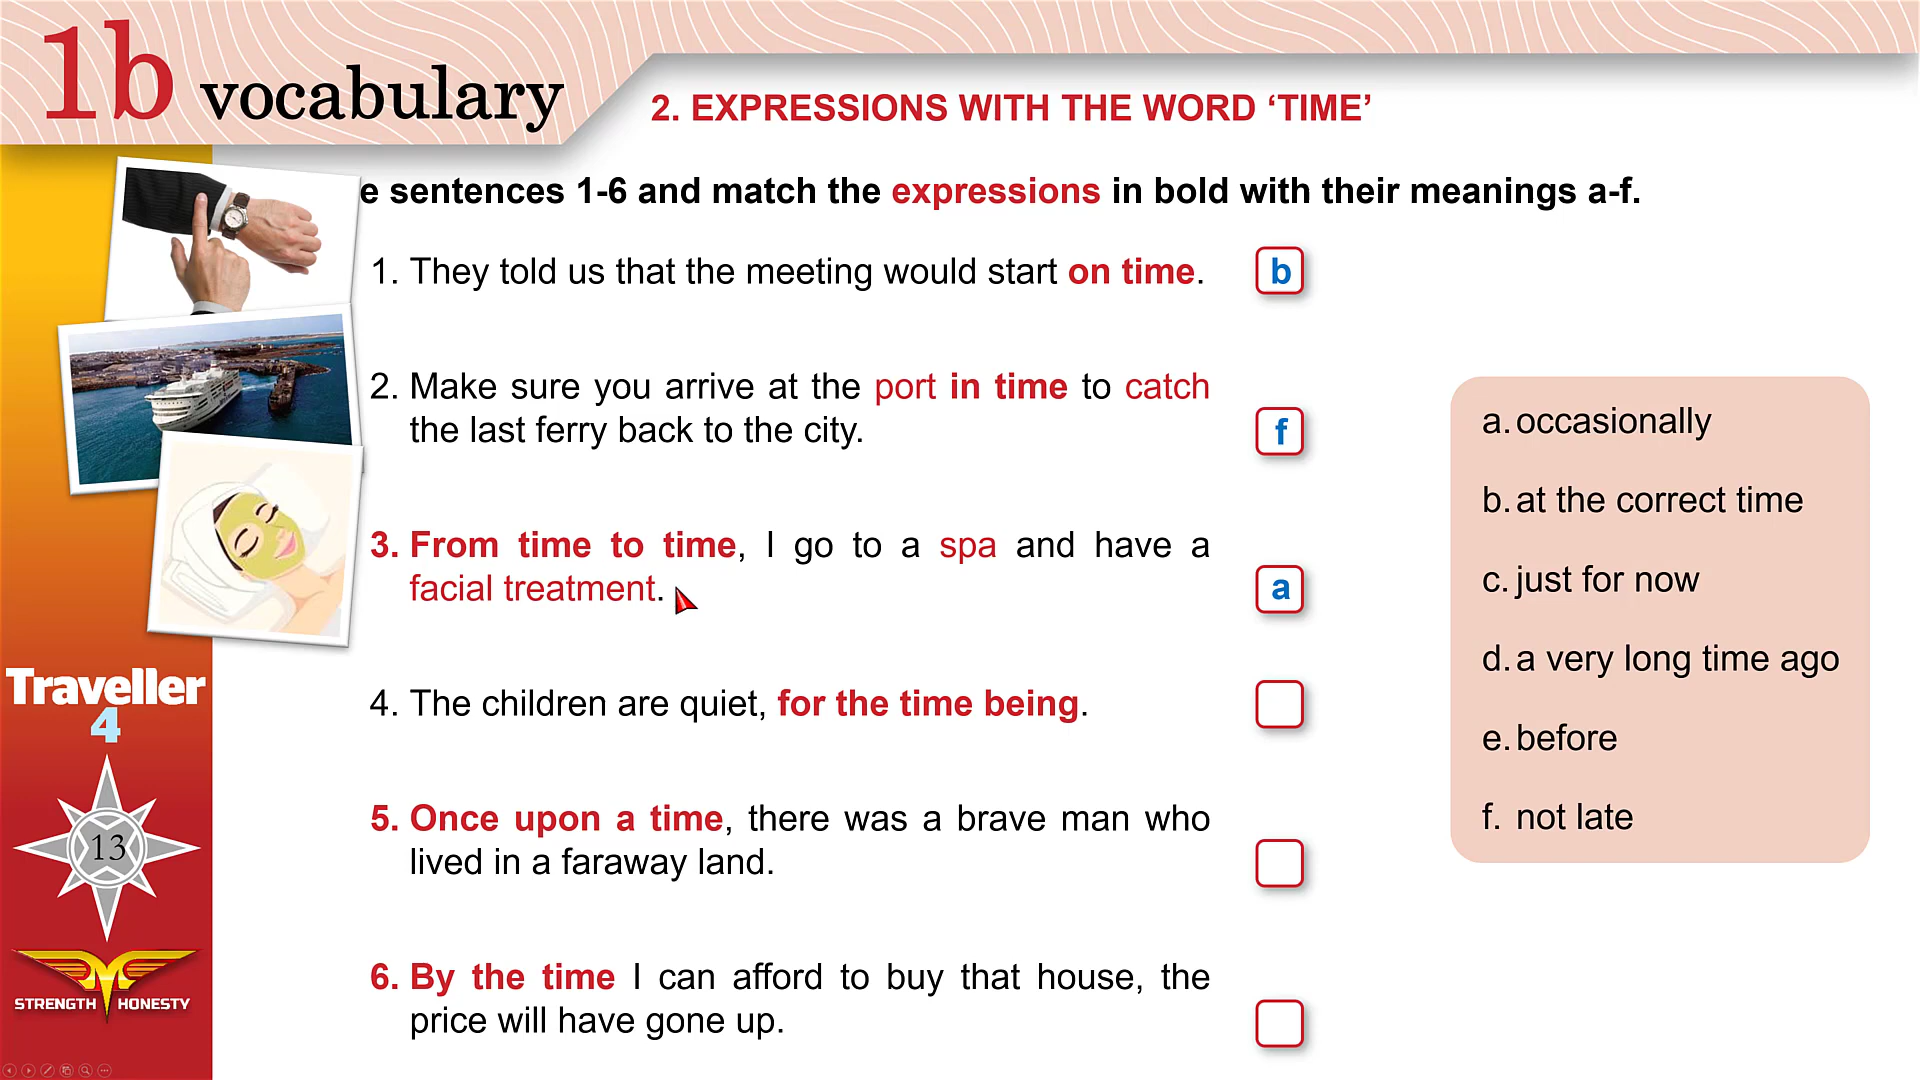 1b vocabulary
2. EXPRESSIONS WITH THE WORD ‘TIME’
e sentences 1-6 and match the expressions in bold with their meanings a-f.
1. They told us that the meeting would start on time.
b
2. Make sure you arrive at the port in time to catch
the last ferry back to the city.
f
3. From time to time, I go to a spa and have a
facial treatment.
a
4. The children are quiet, for the time being.
5. Once upon a time, there was a brave man who
lived in a faraway land.
6. By the time I can afford to buy that house, the
price will have gone up.
a. occasionally
b. at the correct time
c. just for now
d. a very long time ago
e. before
f. not late
Traveller
4
13
STRENGTH HONESTY